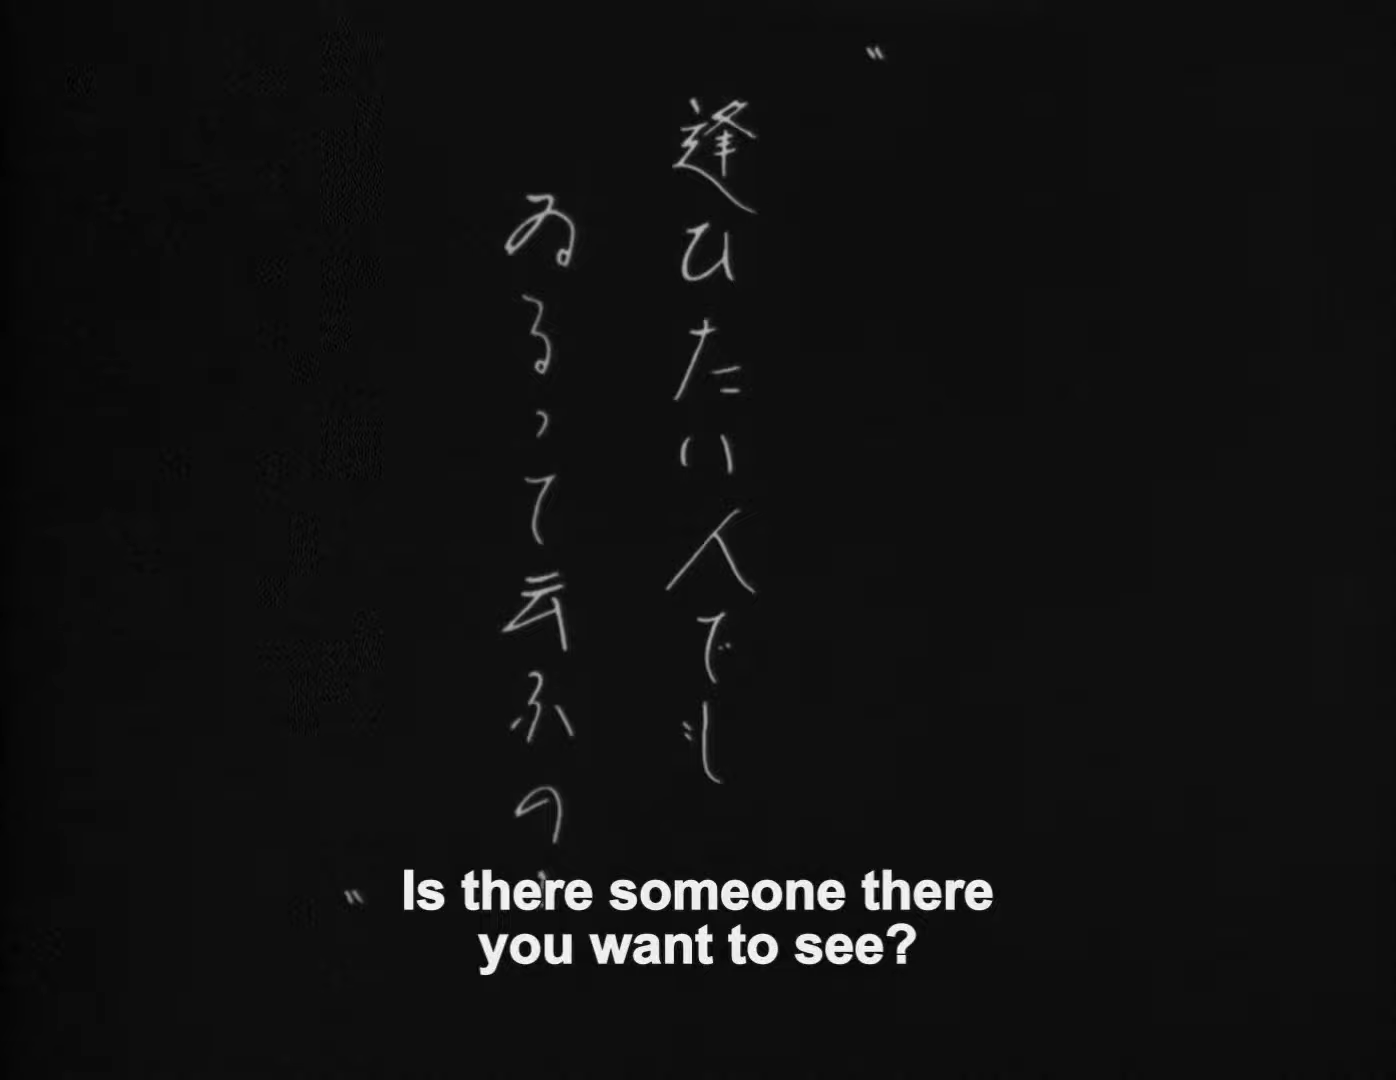 〝
逢ひたい人でも
ゐるって云ふの
〝
Is there someone there
you want to see?